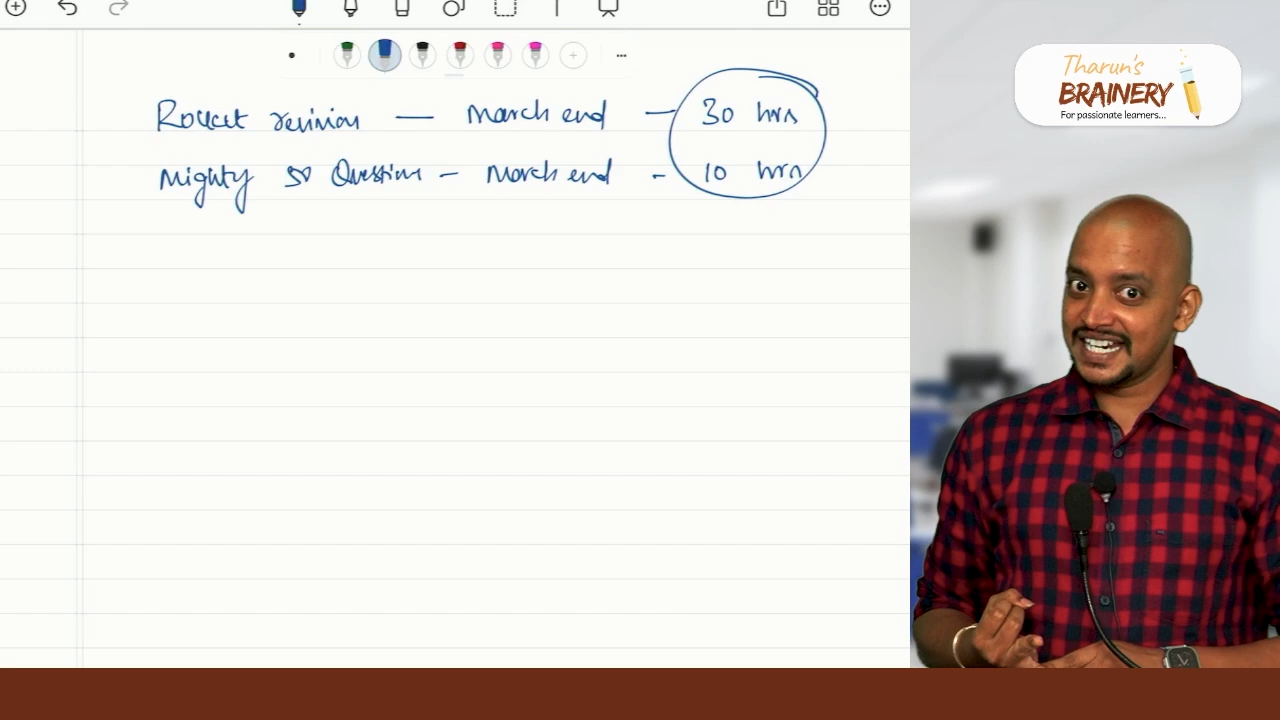 Rocket revision — March end — 30 hrs
Mighty 50 Question - March end - 10 hrs
Tharun's
BRAINERY
For passionate learners...